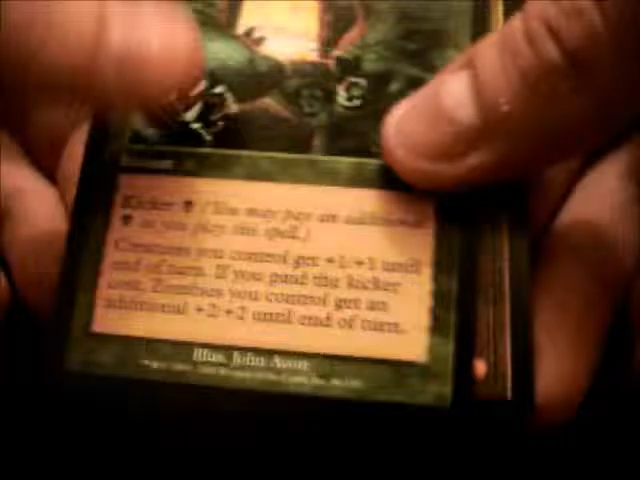 Instant
Kicker (You may pay an additional
as you play this spell.)
Creatures you control get +1/+1 until
end of turn. If you paid the kicker
cost, creatures you control get an
additional +2/+2 until end of turn.
Illus. John Avon